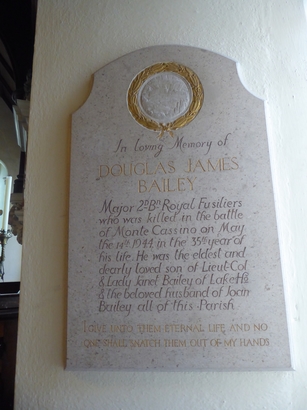 In loving Memory of
DOUGLAS JAMES
BAILEY
Major 2nd Bn Royal Fusiliers
who was killed in the battle
of Monte Cassino on May
the 14th 1944 in the 35th year of
his life. He was the eldest and
dearly loved son of Lieut-Col
& Lady Janet Bailey of Lake Ho.
& the beloved husband of Joan
Bailey all of this Parish
I GIVE UNTO THEM ETERNAL LIFE AND NO
ONE SHALL SNATCH THEM OUT OF MY HANDS